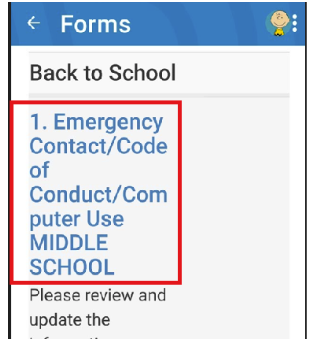 Forms
Back to School
1. Emergency
Contact/Code
of
Conduct/Com
puter Use
MIDDLE
SCHOOL
Please review and
update the